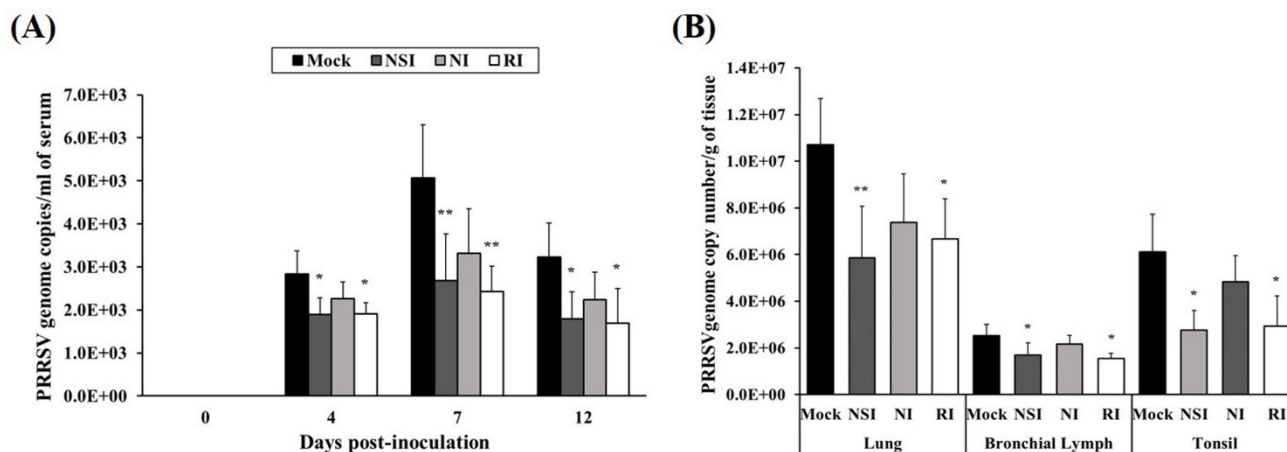 (A)
Mock NSI NI RI
PRRSV genome copies/ml of serum
7.0E+03
6.0E+03
5.0E+03
4.0E+03
3.0E+03
2.0E+03
1.0E+03
0.0E+00
* *
** **
* *
0 4 7 12
Days post-inoculation
(B)
PRRSVgenome copy number/g of tissue
1.4E+07
1.2E+07
1.0E+07
8.0E+06
6.0E+06
4.0E+06
2.0E+06
0.0E+00
** *
* *
* *
Mock NSI NI RI Mock NSI NI RI Mock NSI NI RI
Lung Bronchial Lymph Tonsil